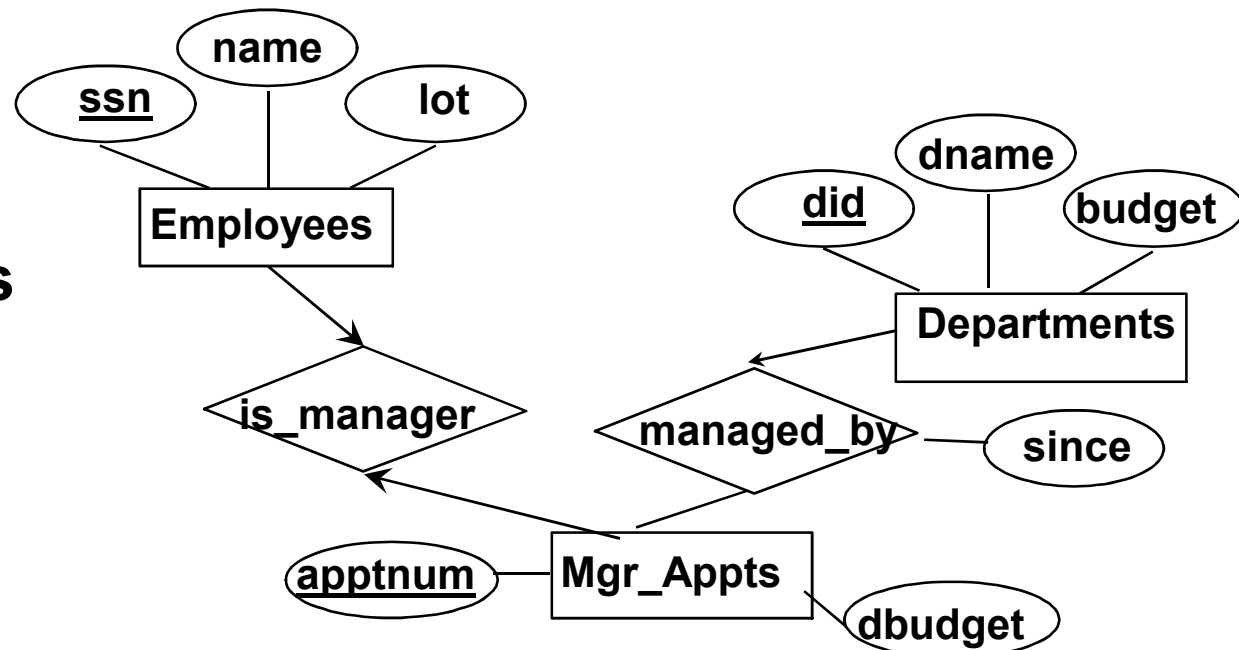 name
ssn
lot
Employees
s
dname
did
budget
Departments
is_manager
managed_by
since
apptnum
Mgr_Appts
dbudget